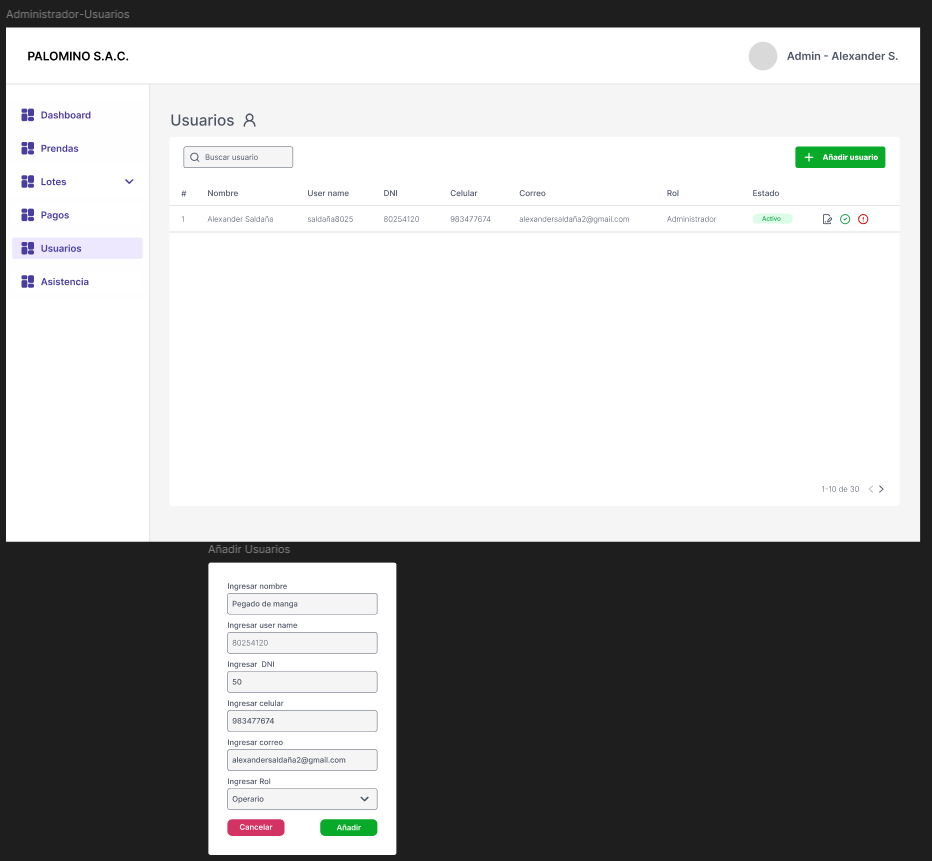 Administrador-Usuarios
PALOMINO S.A.C.
Admin - Alexander S.
Dashboard
Prendas
Lotes
Pagos
Usuarios
Asistencia
Usuarios
Buscar usuario
Añadir usuario
# Nombre User name DNI Celular Correo Rol Estado
1 Alexander Saldaña saldaña8025 80254120 983477674 alexandersaldaña2@gmail.com Administrador Activo
1-10 de 30
Añadir Usuarios
Ingresar nombre
Pegado de manga
Ingresar user name
80254120
Ingresar DNI
50
Ingresar celular
983477674
Ingresar correo
alexandersaldaña2@gmail.com
Ingresar Rol
Operario
Cancelar Añadir